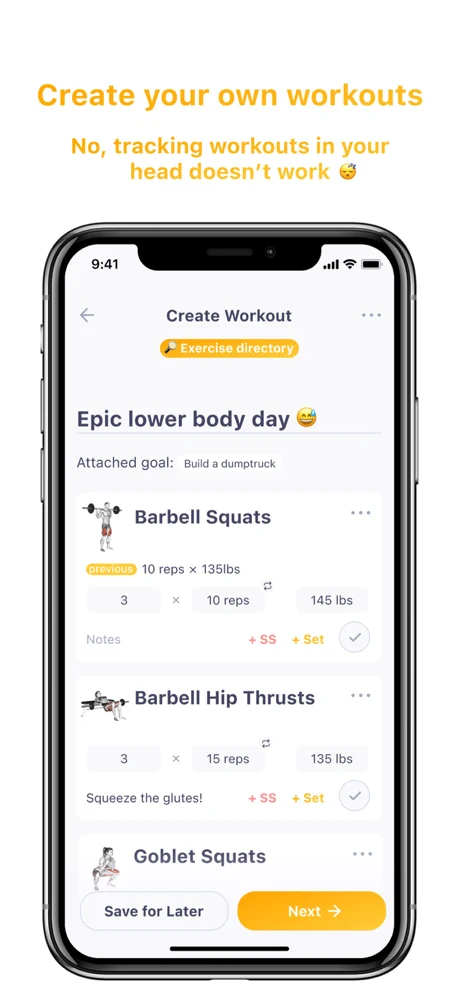 Create your own workouts
No, tracking workouts in your
head doesn’t work 😴
9:41
Create Workout
🔎 Exercise directory
Epic lower body day 😅
Attached goal: Build a dumptruck
Barbell Squats
previous 10 reps × 135lbs
3 × 10 reps 145 lbs
Notes + SS + Set
Barbell Hip Thrusts
3 × 15 reps 135 lbs
Squeeze the glutes! + SS + Set
Goblet Squats
Save for Later Next →